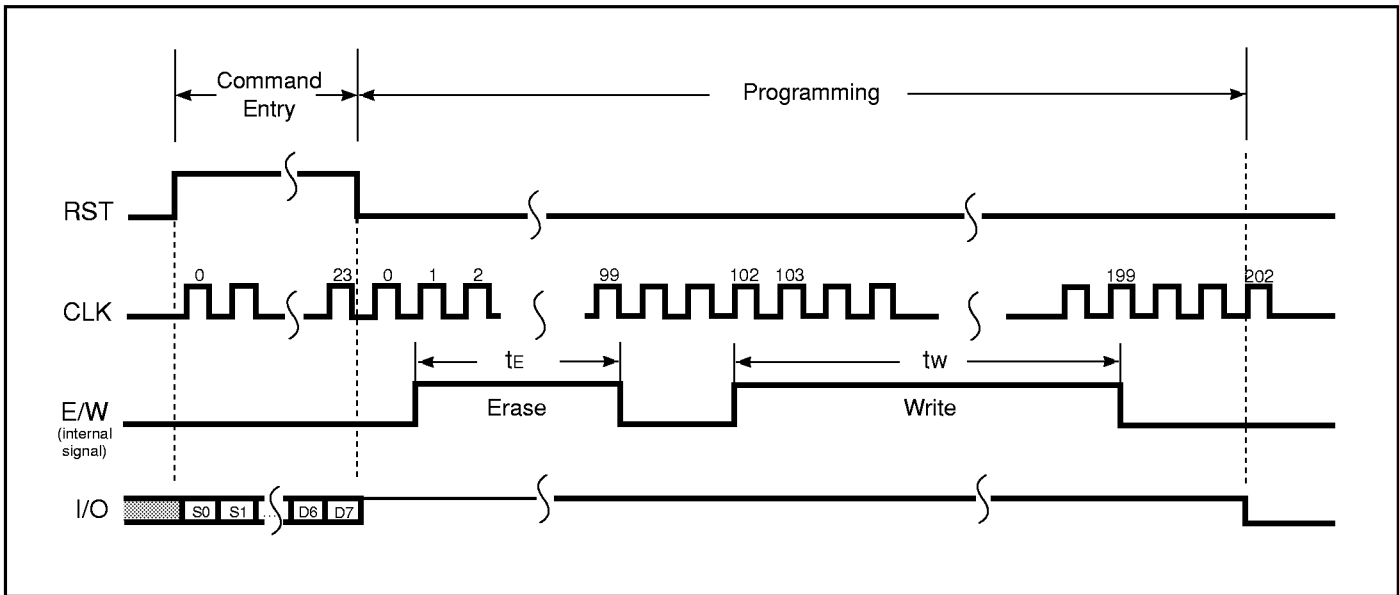 Command
Entry
Programming
RST
CLK
0
23
0
1
2
99
102
103
199
202
tE
tw
E/W
(internal
signal)
Erase
Write
I/O
S0
S1
...
D6
D7